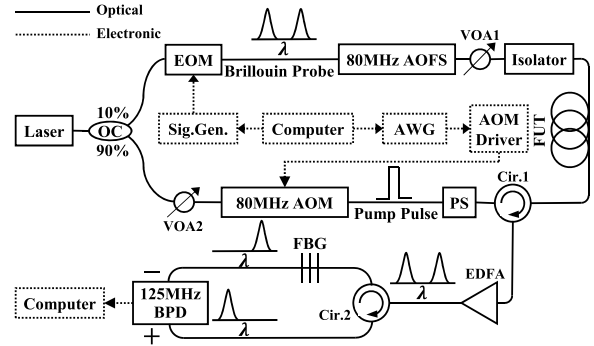 Optical
Electronic
λ
VOA1
EOM
Brillouin Probe
80MHz AOFS
Isolator
10%
Laser
OC
90%
Sig.Gen.
Computer
AWG
AOM
Driver
FUT
Cir.1
VOA2
80MHz AOM
Pump Pulse
PS
λ
FBG
EDFA
λ
Computer
−
125MHz
BPD
+
λ
Cir.2